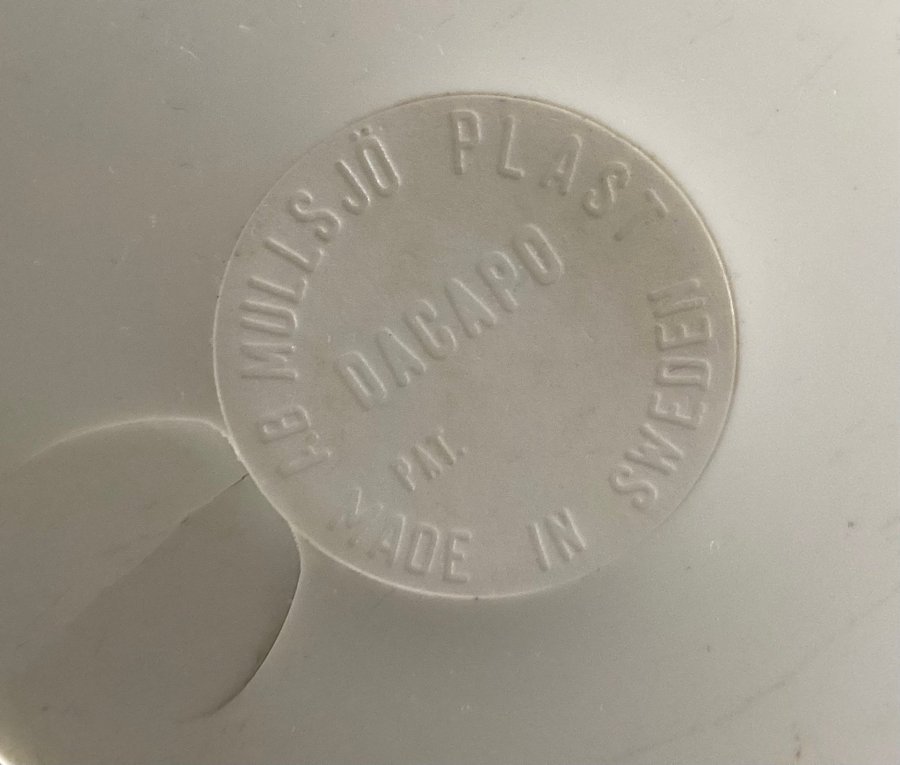 AB MULLSJÖ PLAST
DACAPO
PAT.
MADE IN SWEDEN